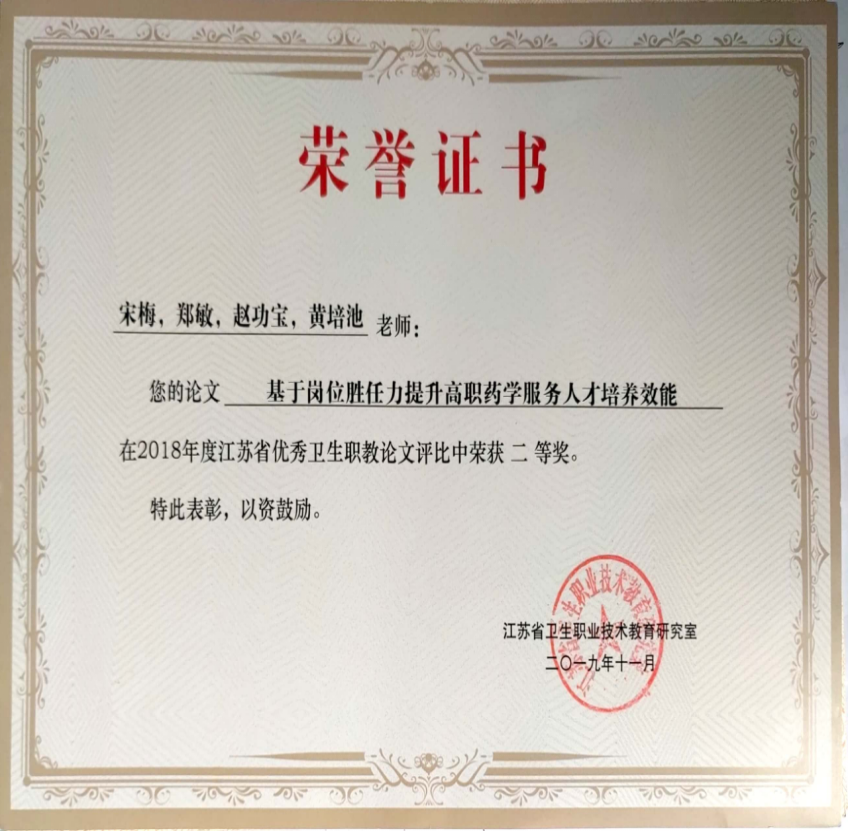 荣誉证书
宋梅，郑敏，赵功宝，黄培池 老师：
您的论文 基于岗位胜任力提升高职药学服务人才培养效能
在2018年度江苏省优秀卫生职教论文评比中荣获 二 等奖。
特此表彰，以资鼓励。
江苏省卫生职业技术教育研究室
二〇一九年十一月